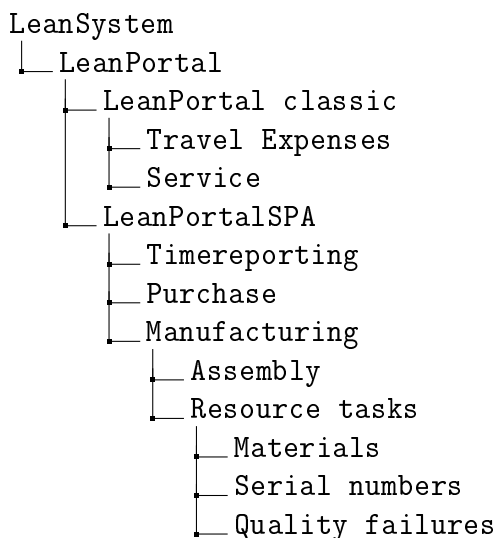 LeanSystem
LeanPortal
LeanPortal classic
Travel Expenses
Service
LeanPortalSPA
Timereporting
Purchase
Manufacturing
Assembly
Resource tasks
Materials
Serial numbers
Quality failures